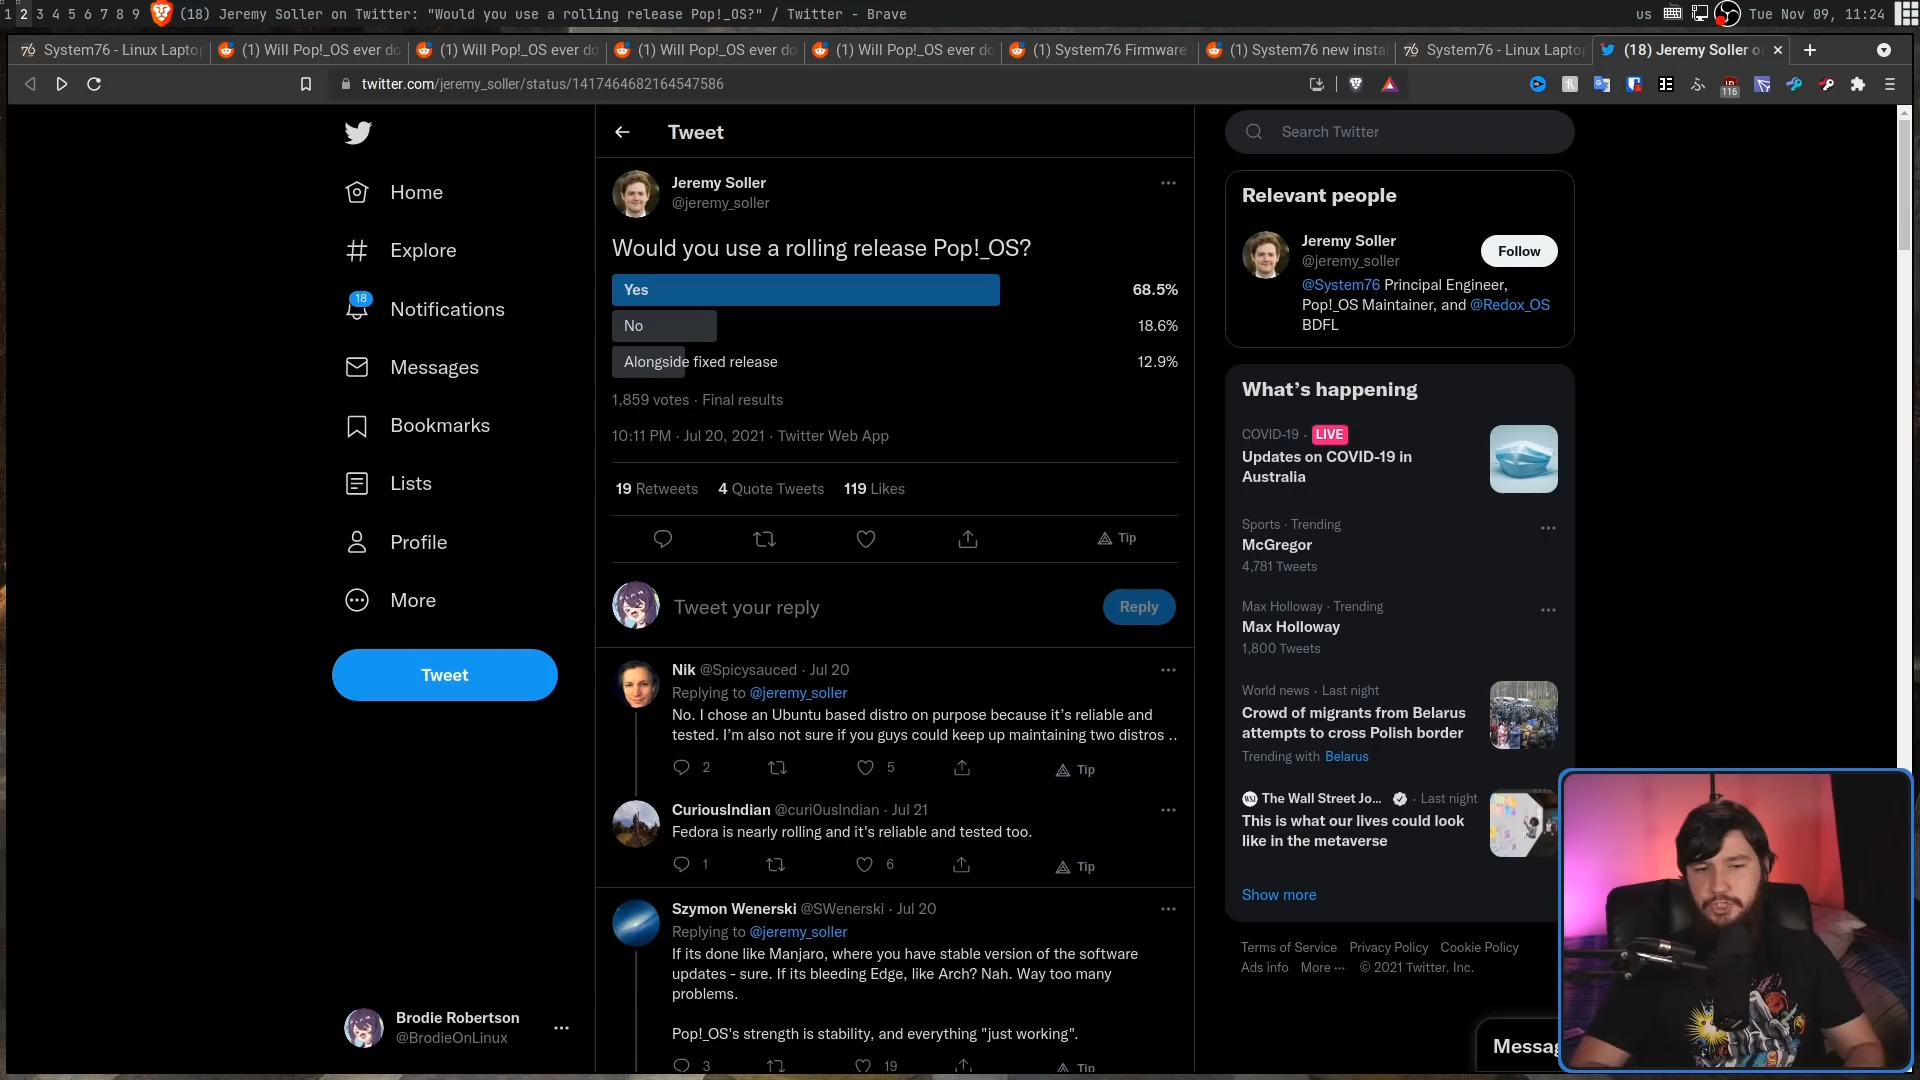 1 2 3 4 5 6 7 8 9 (18) Jeremy Soller on Twitter: "Would you use a rolling release Pop!_OS?" / Twitter - Brave
us Tue Nov 09, 11:24
System76 - Linux Lapto
(1) Will Pop!_OS ever do
(1) Will Pop!_OS ever do
(1) Will Pop!_OS ever do
(1) Will Pop!_OS ever do
(1) System76 Firmware
(1) System76 new insta
System76 - Linux Lapto
(18) Jeremy Soller o
twitter.com/jeremy_soller/status/1417464682164547586
116
Home
Explore
18
Notifications
Messages
Bookmarks
Lists
Profile
More
Tweet
Brodie Robertson
@BrodieOnLinux
Tweet
Jeremy Soller
@jeremy_soller
Would you use a rolling release Pop!_OS?
Yes 68.5%
No 18.6%
Alongside fixed release 12.9%
1,859 votes · Final results
10:11 PM · Jul 20, 2021 · Twitter Web App
19 Retweets 4 Quote Tweets 119 Likes
Tip
Tweet your reply
Reply
Nik @Spicysauced · Jul 20
Replying to @jeremy_soller
No. I chose an Ubuntu based distro on purpose because it's reliable and
tested. I'm also not sure if you guys could keep up maintaining two distros ..
2 5 Tip
CuriousIndian @curi0usIndian · Jul 21
Fedora is nearly rolling and it's reliable and tested too.
1 6 Tip
Szymon Wenerski @SWenerski · Jul 20
Replying to @jeremy_soller
If its done like Manjaro, where you have stable version of the software
updates - sure. If its bleeding Edge, like Arch? Nah. Way too many
problems.
Pop!_OS's strength is stability, and everything "just working".
3 19 Tip
Search Twitter
Relevant people
Jeremy Soller
@jeremy_soller
Follow
@System76 Principal Engineer,
Pop!_OS Maintainer, and @Redox_OS
BDFL
What's happening
COVID-19 · LIVE
Updates on COVID-19 in
Australia
Sports · Trending
McGregor
4,781 Tweets
Max Holloway · Trending
Max Holloway
1,800 Tweets
World news · Last night
Crowd of migrants from Belarus
attempts to cross Polish border
Trending with Belarus
WSJ The Wall Street Jo... · Last night
This is what our lives could look
like in the metaverse
Show more
Terms of Service Privacy Policy Cookie Policy
Ads info More ··· © 2021 Twitter, Inc.
Messag